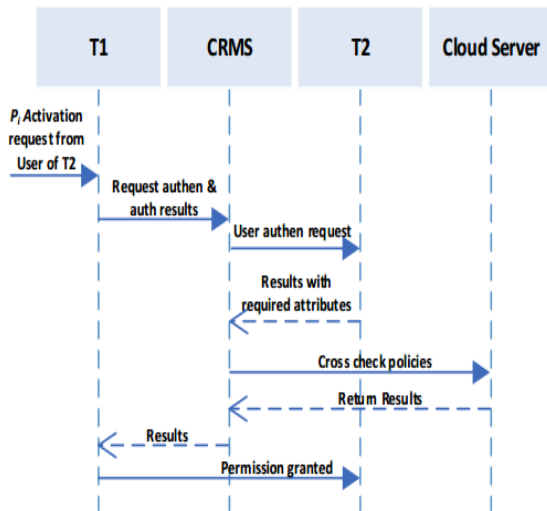 T1
CRMS
T2
Cloud Server
Pi Activation
request from
User of T2
Request authen &
auth results
User authen request
Results with
required attributes
Cross check policies
Return Results
Results
Permission granted